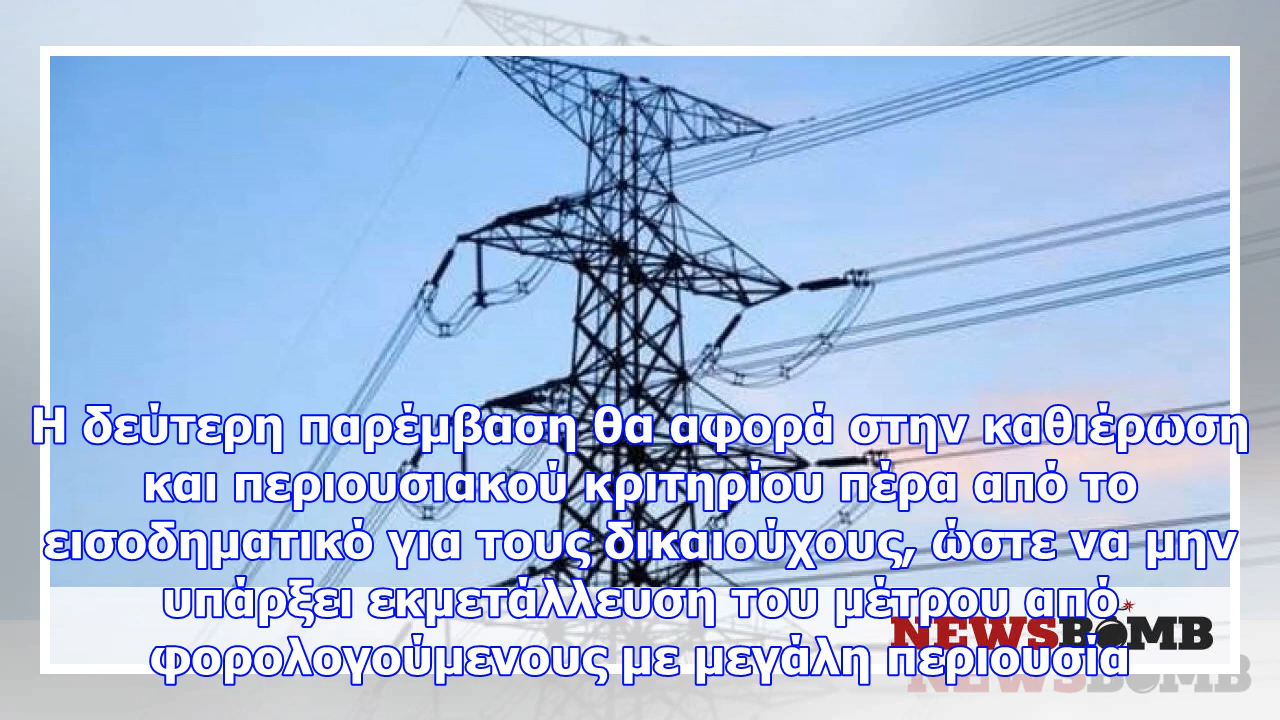 Η δεύτερη παρέμβαση θα αφορά στην καθιέρωση
και περιουσιακού κριτηρίου πέρα από το
εισοδηματικό για τους δικαιούχους, ώστε να μην
υπάρξει εκμετάλλευση του μέτρου από
φορολογούμενους με μεγάλη περιουσία
NEWSBOMB
NEWSBOMB